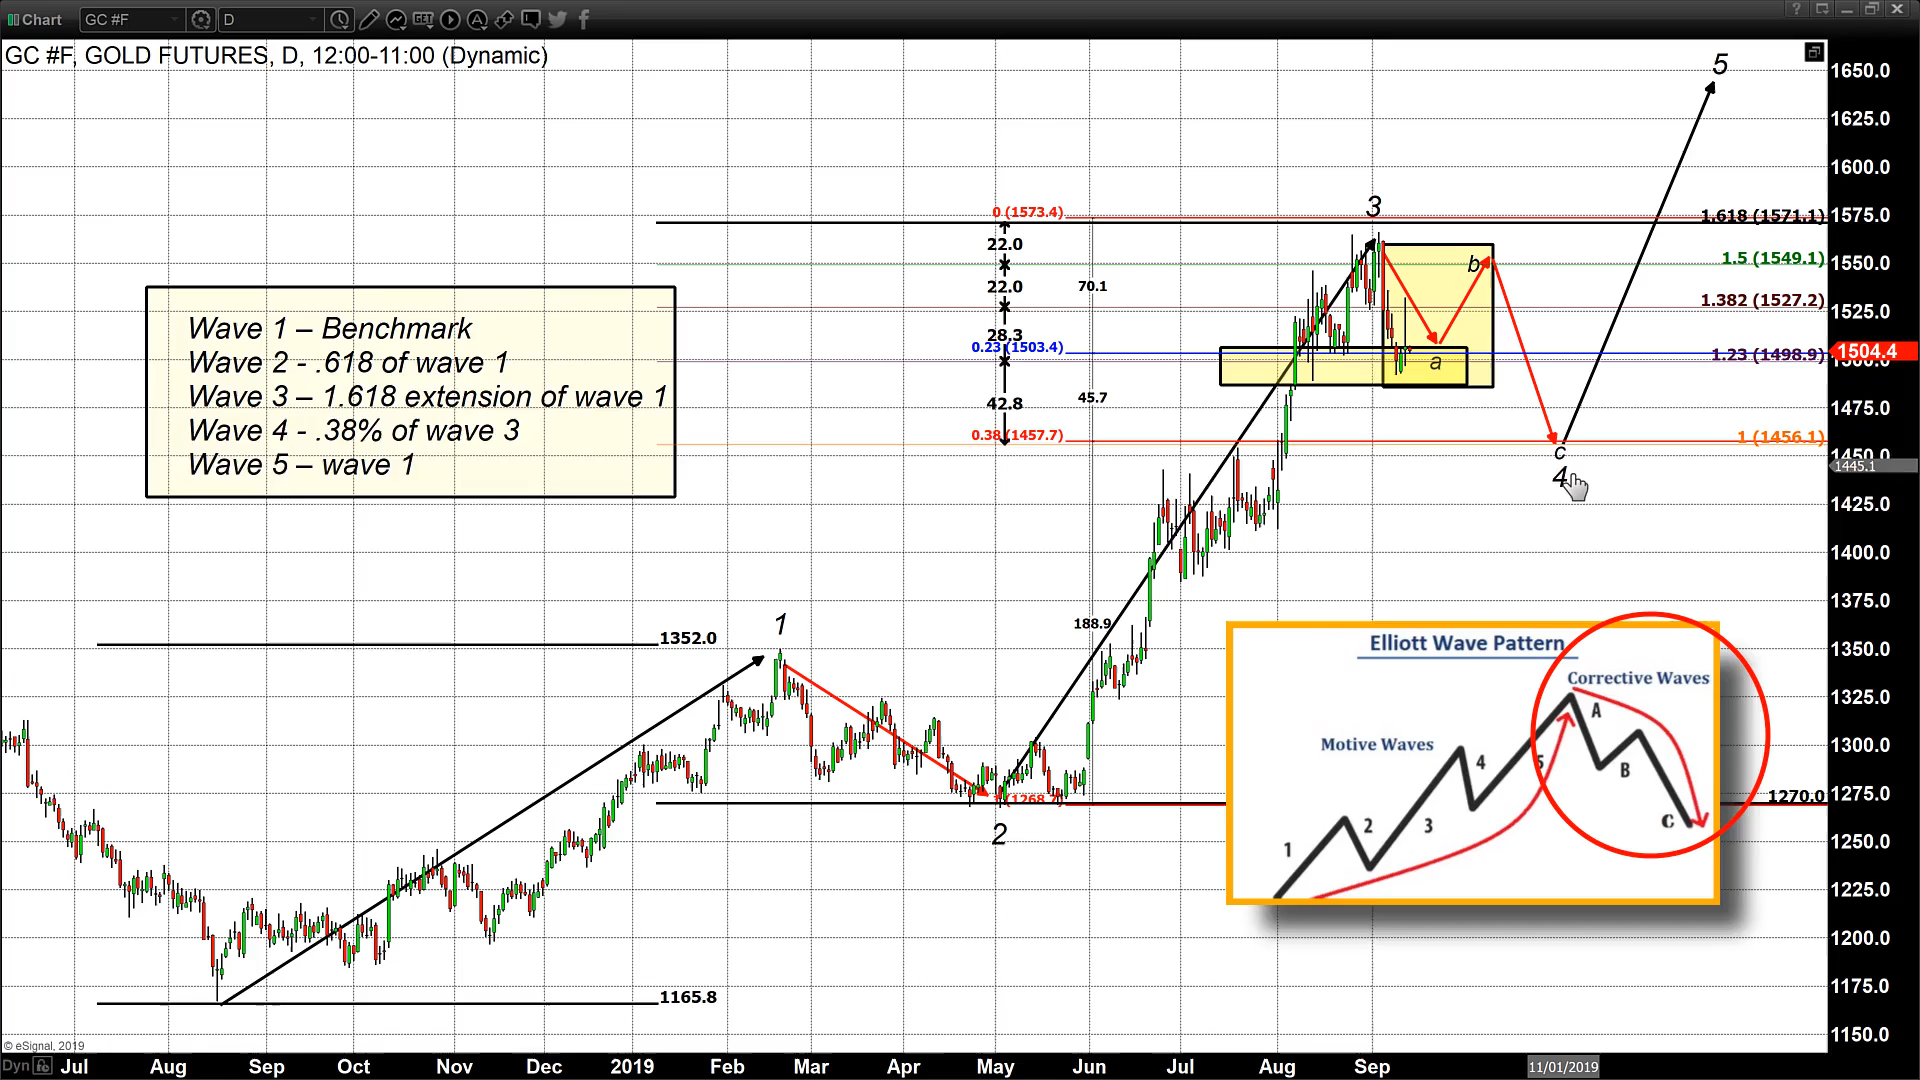 Chart
GC #F
D
GET
A
GC #F, GOLD FUTURES, D, 12:00-11:00 (Dynamic)
5
1650.0
1625.0
1600.0
3
0 (1573.4)
1.618 (1571.1)
1575.0
22.0
1.5 (1549.1)
1550.0
b
22.0
70.1
1.382 (1527.2)
1525.0
28.3
0.23 (1503.4)
1.23 (1498.9)
1504.4
a
45.7
42.8
1475.0
0.38 (1457.7)
1 (1456.1)
1450.0
c
1445.1
4
1425.0
1400.0
1375.0
Wave 1 – Benchmark
Wave 2 - .618 of wave 1
Wave 3 – 1.618 extension of wave 1
Wave 4 - .38% of wave 3
Wave 5 – wave 1
188.9
1
1352.0
1350.0
1325.0
1300.0
1275.0
1270.0
2
1250.0
1225.0
1200.0
1175.0
1165.8
1150.0
Elliott Wave Pattern
Corrective Waves
Motive Waves
1
2
3
4
5
A
B
C
© eSignal, 2019
Dyn
Jul
Aug
Sep
Oct
Nov
Dec
2019
Feb
Mar
Apr
May
Jun
Jul
Aug
Sep
11/01/2019